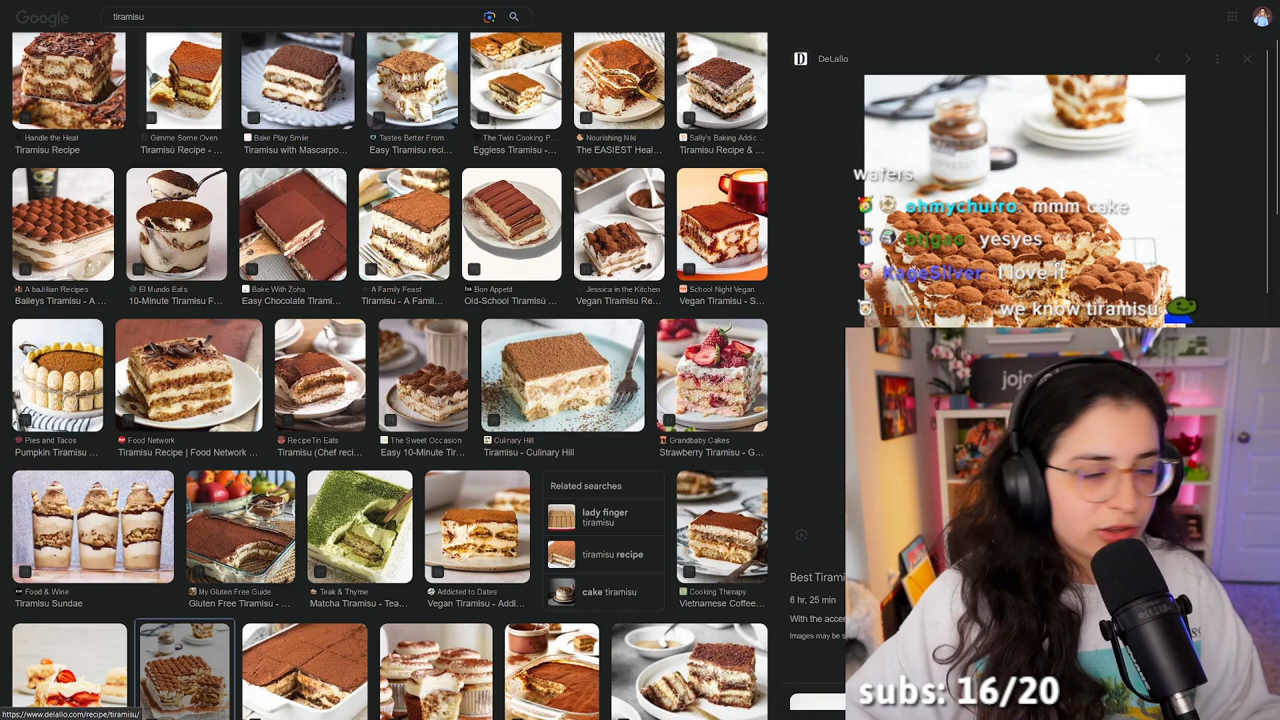 Google
tiramisu
Handle the Heat
Tiramisu Recipe
Gimme Some Oven
Tiramisù Recipe - ...
Bake Play Smile
Tiramisu with Mascarpo...
Tastes Better From ...
Easy Tiramisu reci...
The Twin Cooking P...
Eggless Tiramisu -...
Nourishing Niki
The EASIEST Heal...
Sally's Baking Addic...
Tiramisu Recipe & ...
A baJillian Recipes
Baileys Tiramisu - A ...
El Mundo Eats
10-Minute Tiramisu F...
Bake With Zoha
Easy Chocolate Tirami...
A Family Feast
Tiramisu - A Famil...
Bon Appetit
Old-School Tiramisù ...
Jessica in the Kitchen
Vegan Tiramisu Re...
School Night Vegan
Vegan Tiramisu - S...
Pies and Tacos
Pumpkin Tiramisu ...
Food Network
Tiramisu Recipe | Food Network ...
RecipeTin Eats
Tiramisu (Chef reci...
The Sweet Occasion
Easy 10-Minute Tir...
Culinary Hill
Tiramisu - Culinary Hill
Grandbaby Cakes
Strawberry Tiramisu - G...
Food & Wine
Tiramisu Sundae
My Gluten Free Guide
Gluten Free Tiramisu - ...
Teak & Thyme
Matcha Tiramisu - Tea...
Addicted to Dates
Vegan Tiramisu - Addi...
Related searches
lady finger
tiramisu
tiramisu recipe
cake tiramisu
Cooking Therapy
Vietnamese Coffee...
https://www.delallo.com/recipe/tiramisu/
D DeLallo
wafers
ohmychurro: mmm cake
yesyes
KageSilver I love it
we know tiramisu
Best Tirami
6 hr, 25 min
With the accer
Images may be s
subs: 16/20